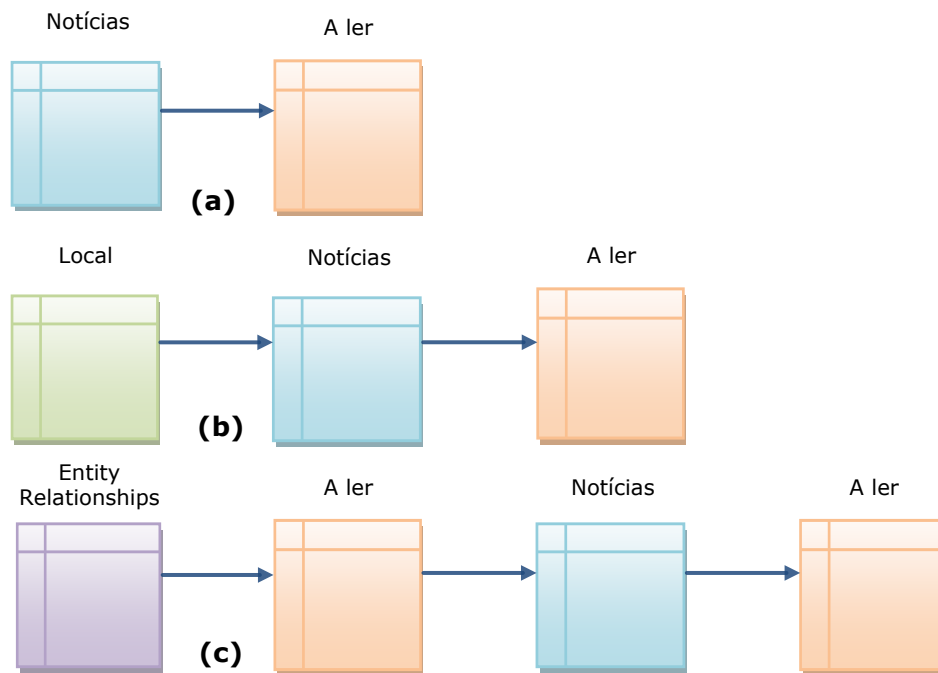 Notícias
A ler
(a)
Local
Notícias
A ler
(b)
Entity
Relationships
A ler
Notícias
A ler
(c)